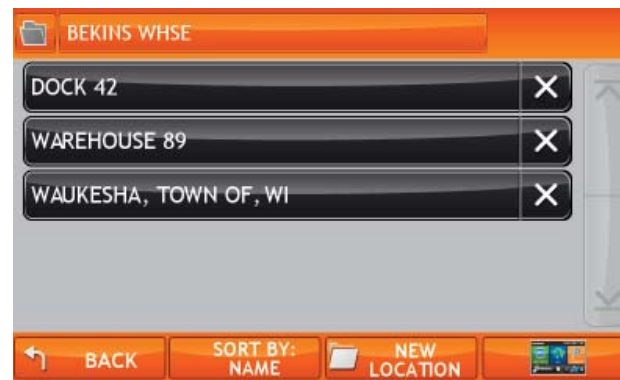 BEKINS WHSE
DOCK 42
WAREHOUSE 89
WAUKESHA, TOWN OF, WI
BACK
SORT BY:
NAME
NEW
LOCATION